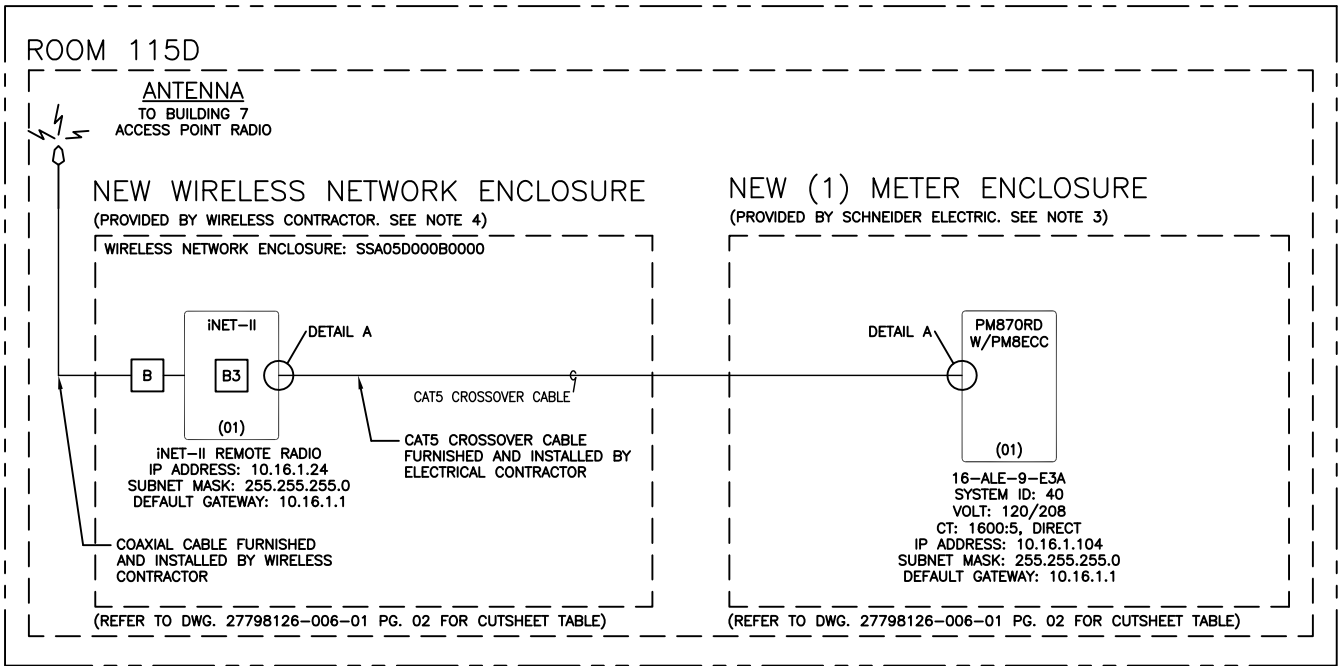 ROOM 115D
ANTENNA
TO BUILDING 7
ACCESS POINT RADIO
NEW WIRELESS NETWORK ENCLOSURE
(PROVIDED BY WIRELESS CONTRACTOR. SEE NOTE 4)
WIRELESS NETWORK ENCLOSURE: SSA05D000B0000
iNET-II
DETAIL A
B
B3
(01)
CAT5 CROSSOVER CABLE
CAT5 CROSSOVER CABLE
FURNISHED AND INSTALLED BY
ELECTRICAL CONTRACTOR
iNET-II REMOTE RADIO
IP ADDRESS: 10.16.1.24
SUBNET MASK: 255.255.255.0
DEFAULT GATEWAY: 10.16.1.1
COAXIAL CABLE FURNISHED
AND INSTALLED BY WIRELESS
CONTRACTOR
(REFER TO DWG. 27798126-006-01 PG. 02 FOR CUTSHEET TABLE)
NEW (1) METER ENCLOSURE
(PROVIDED BY SCHNEIDER ELECTRIC. SEE NOTE 3)
DETAIL A
PM870RD
W/PM8ECC
(01)
16-ALE-9-E3A
SYSTEM ID: 40
VOLT: 120/208
CT: 1600:5, DIRECT
IP ADDRESS: 10.16.1.104
SUBNET MASK: 255.255.255.0
DEFAULT GATEWAY: 10.16.1.1
(REFER TO DWG. 27798126-006-01 PG. 02 FOR CUTSHEET TABLE)